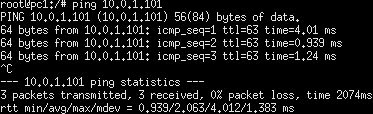 root@pc1:/# ping 10.0.1.101
PING 10.0.1.101 (10.0.1.101) 56(84) bytes of data.
64 bytes from 10.0.1.101: icmp_seq=1 ttl=63 time=4.01 ms
64 bytes from 10.0.1.101: icmp_seq=2 ttl=63 time=0.939 ms
64 bytes from 10.0.1.101: icmp_seq=3 ttl=63 time=1.24 ms
^C
--- 10.0.1.101 ping statistics ---
3 packets transmitted, 3 received, 0% packet loss, time 2074ms
rtt min/avg/max/mdev = 0.939/2.063/4.012/1.383 ms